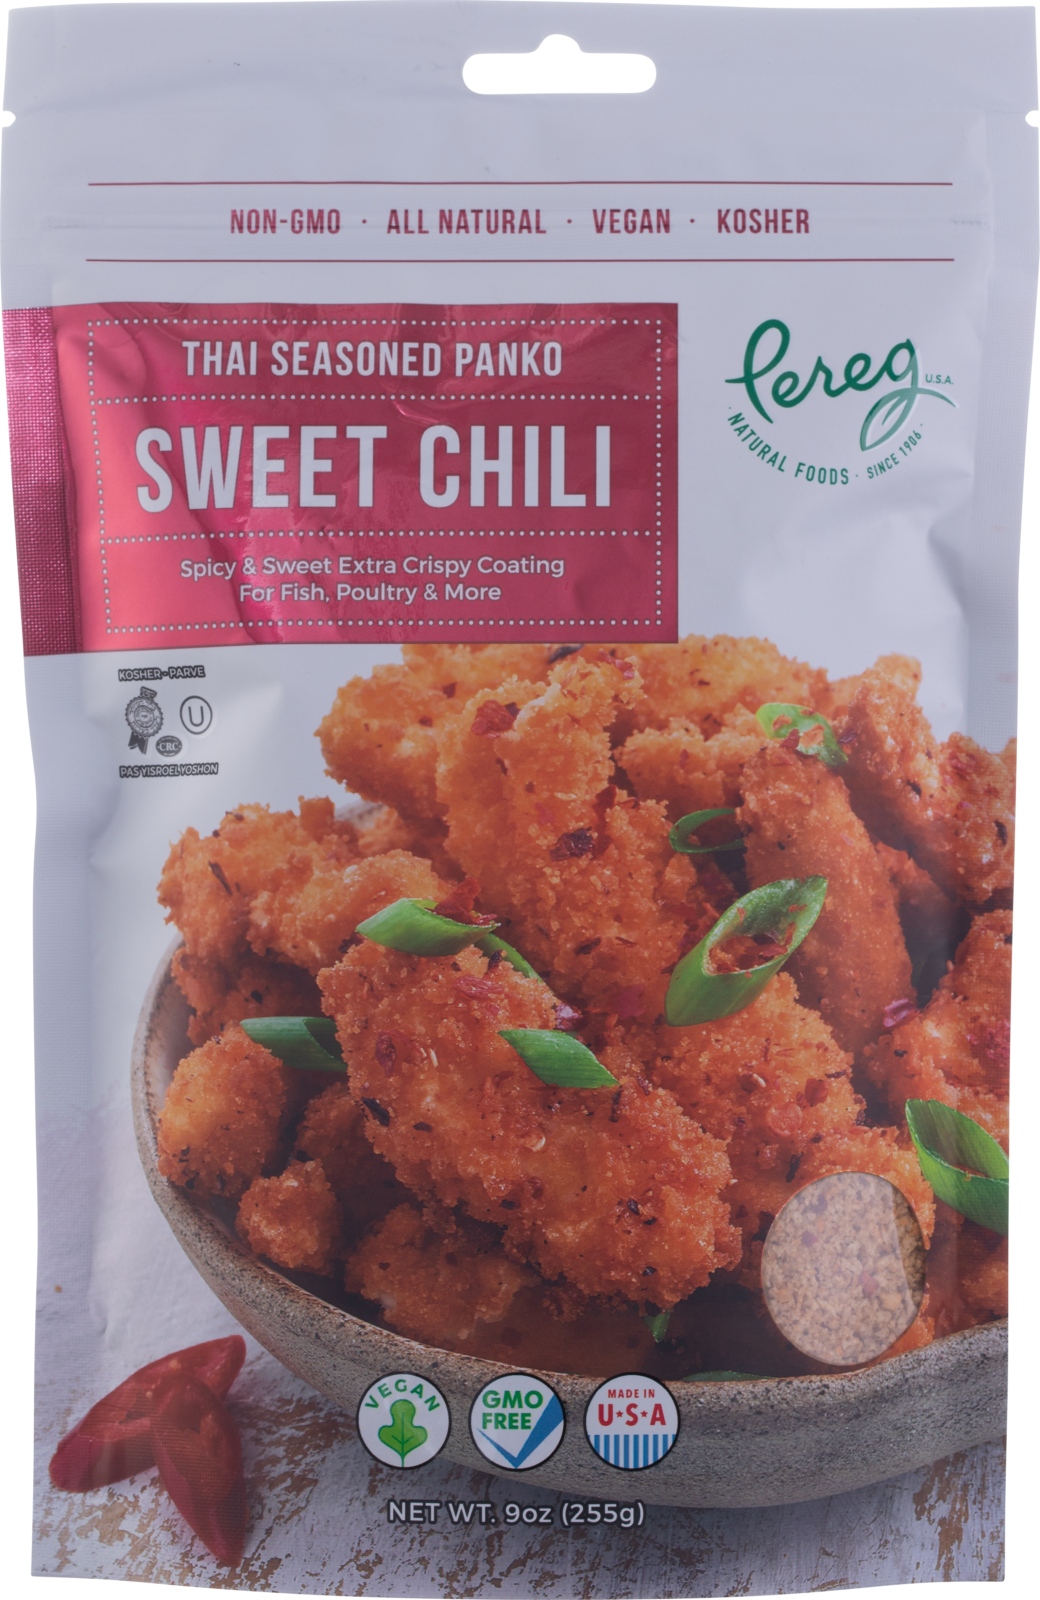 NON-GMO · ALL NATURAL · VEGAN · KOSHER
THAI SEASONED PANKO
SWEET CHILI
Spicy & Sweet Extra Crispy Coating
For Fish, Poultry & More
Pereg U.S.A.
· NATURAL FOODS · SINCE 1906 ·
KOSHER - PARVE
U
CRC
PAS YISROEL YOSHON
VEGAN
GMO
FREE
MADE IN
U★S★A
NET WT. 9oz (255g)